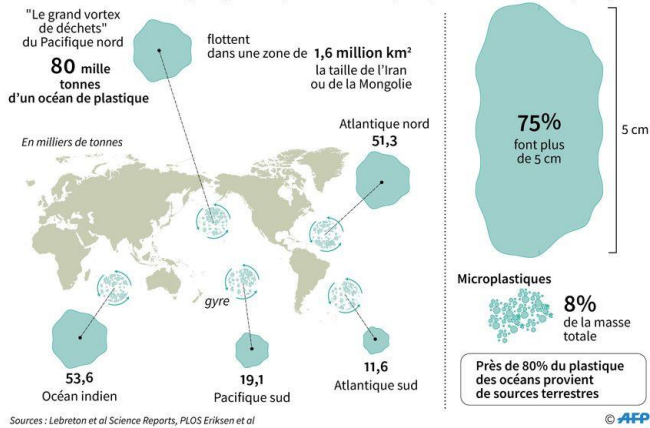 "Le grand vortex
de déchets"
du Pacifique nord
80 mille
tonnes
d'un océan de plastique
flottent
dans une zone de 1,6 million km²
la taille de l'Iran
ou de la Mongolie
En milliers de tonnes
Atlantique nord
51,3
gyre
53,6
Océan indien
19,1
Pacifique sud
11,6
Atlantique sud
75%
font plus
de 5 cm
5 cm
Microplastiques
8%
de la masse
totale
Près de 80% du plastique
des océans provient
de sources terrestres
Sources : Lebreton et al Science Reports, PLOS Eriksen et al
© AFP